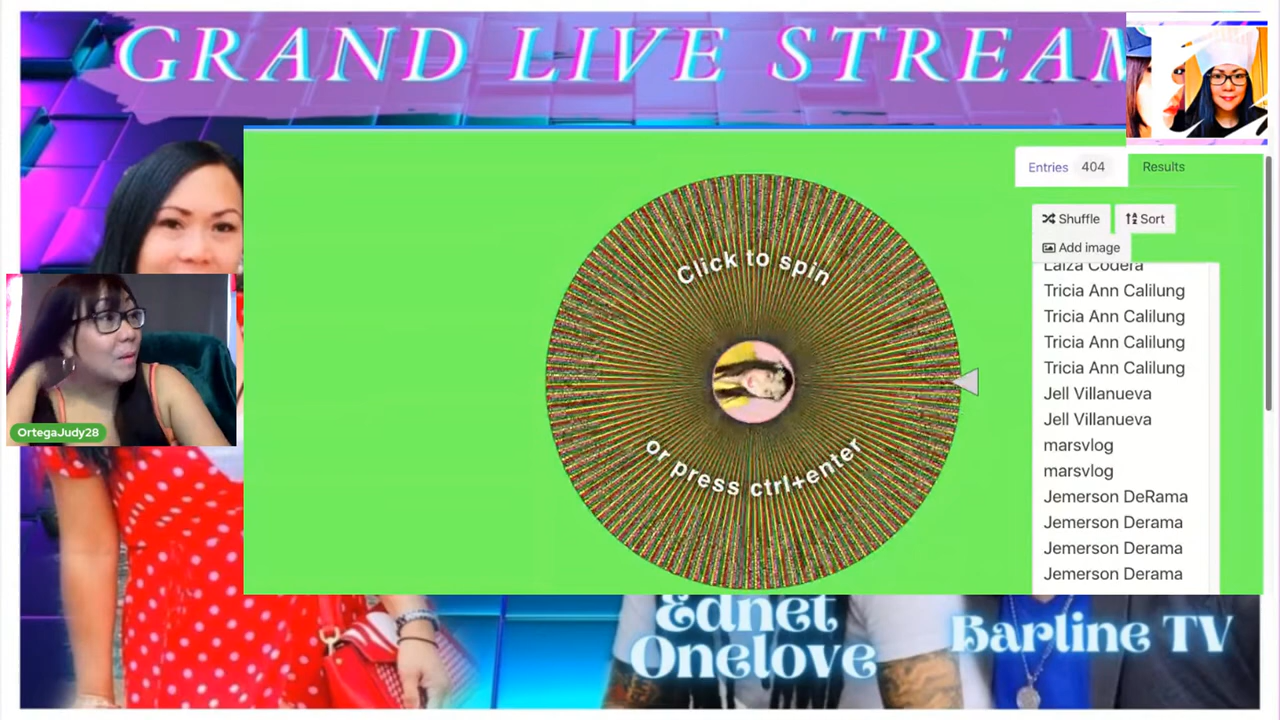 GRAND LIVE STREAM
Entries 404
Results
Shuffle
Sort
Add image
Laiza Codera
Tricia Ann Calilung
Tricia Ann Calilung
Tricia Ann Calilung
Tricia Ann Calilung
Jell Villanueva
Jell Villanueva
marsvlog
marsvlog
Jemerson DeRama
Jemerson Derama
Jemerson Derama
Jemerson Derama
Click to spin
or press ctrl+enter
OrtegaJudy28
Ednet
Onelove
Barline TV